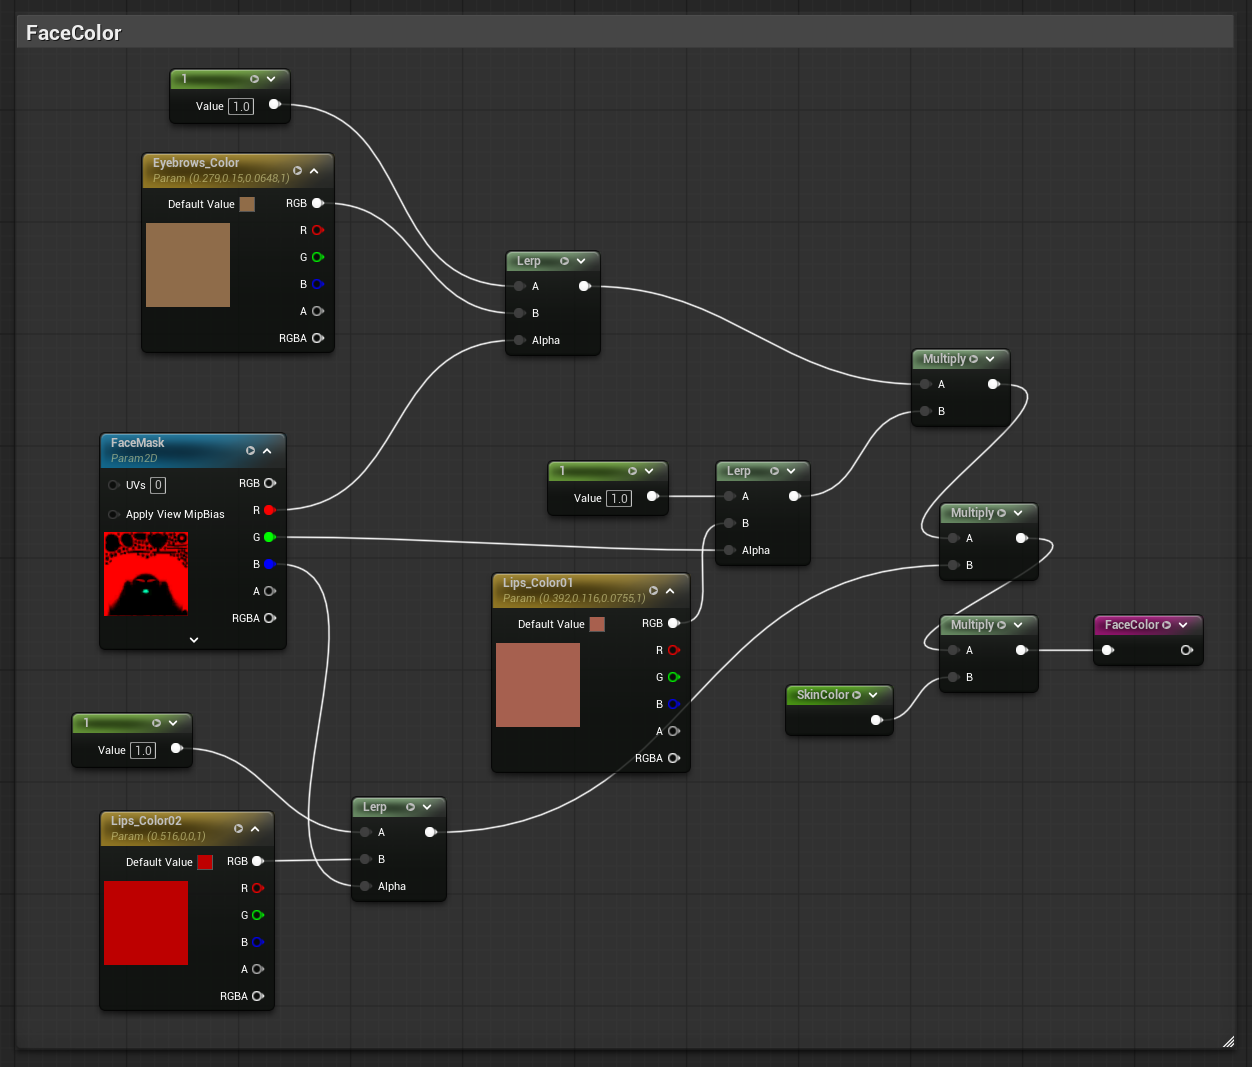 FaceColor
1
Value 1.0
Eyebrows_Color
Param (0.279,0.15,0.0648,1)
Default Value RGB
R
G
B
A
RGBA
Lerp
A
B
Alpha
Multiply
A
B
FaceMask
Param2D
UVs 0 RGB
R
Apply View MipBias
G
B
A
RGBA
1
Value 1.0
Lerp
A
B
Alpha
Multiply
A
B
Lips_Color01
Param (0.392,0.116,0.0755,1)
Default Value RGB
R
G
B
A
RGBA
Multiply
A
B
FaceColor
SkinColor
1
Value 1.0
Lerp
A
B
Alpha
Lips_Color02
Param (0.516,0,0,1)
Default Value RGB
R
G
B
A
RGBA